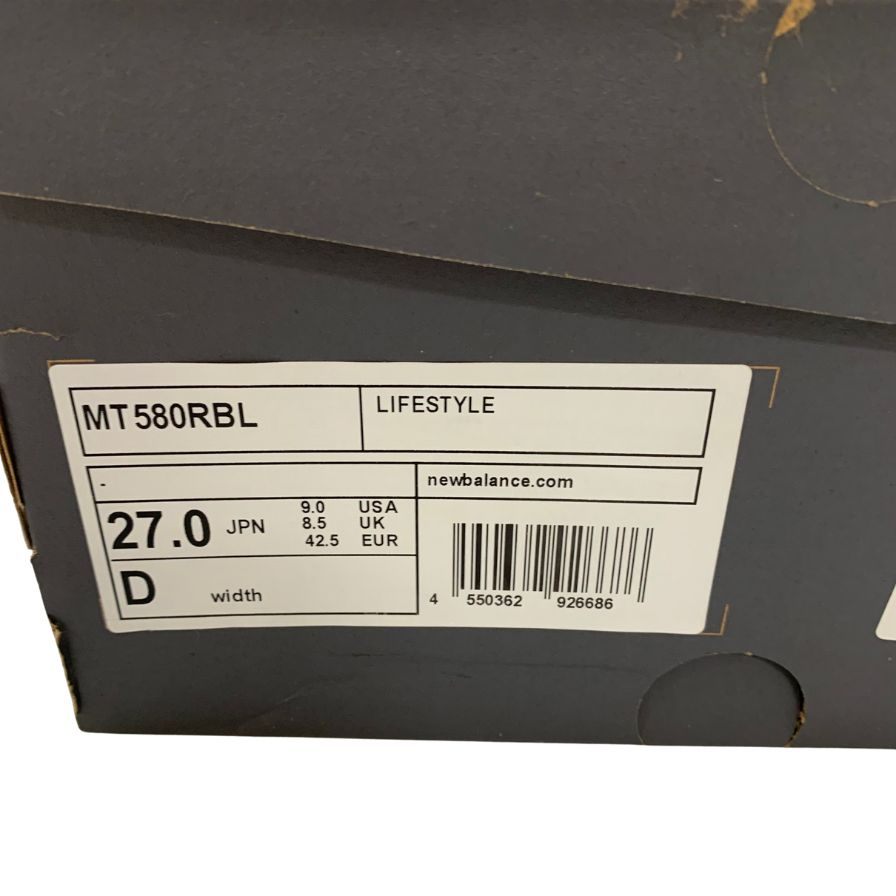 MT580RBL
LIFESTYLE
-
newbalance.com
27.0 JPN
9.0 USA
8.5 UK
42.5 EUR
D width
4 550362 926686